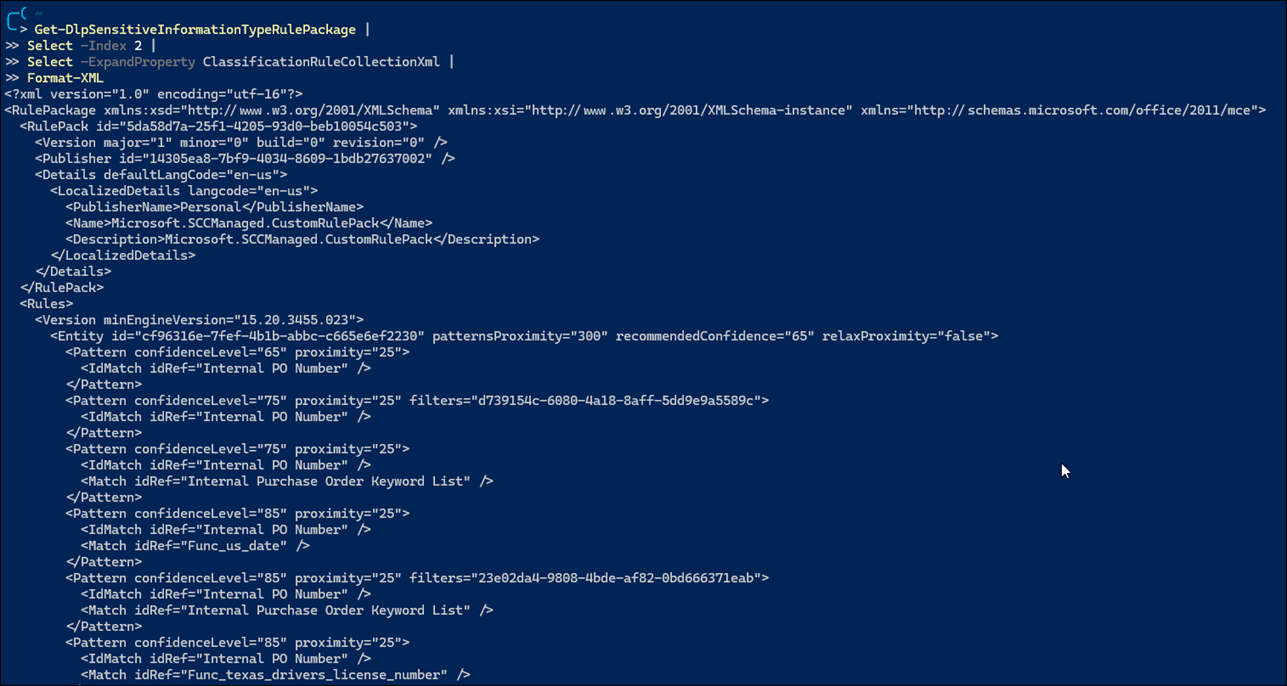 > Get-DlpSensitiveInformationTypeRulePackage |
>> Select -Index 2 |
>> Select -ExpandProperty ClassificationRuleCollectionXml |
>> Format-XML
<?xml version="1.0" encoding="utf-16"?>
<RulePackage xmlns:xsd="http://www.w3.org/2001/XMLSchema" xmlns:xsi="http://www.w3.org/2001/XMLSchema-instance" xmlns="http://schemas.microsoft.com/office/2011/mce">
  <RulePack id="5da58d7a-25f1-4205-93d0-beb10054c503">
    <Version major="1" minor="0" build="0" revision="0" />
    <Publisher id="14305ea8-7bf9-4034-8609-1bdb27637002" />
    <Details defaultLangCode="en-us">
      <LocalizedDetails langcode="en-us">
        <PublisherName>Personal</PublisherName>
        <Name>Microsoft.SCCManaged.CustomRulePack</Name>
        <Description>Microsoft.SCCManaged.CustomRulePack</Description>
      </LocalizedDetails>
    </Details>
  </RulePack>
  <Rules>
    <Version minEngineVersion="15.20.3455.023">
      <Entity id="cf96316e-7fef-4b1b-abbc-c665e6ef2230" patternsProximity="300" recommendedConfidence="65" relaxProximity="false">
        <Pattern confidenceLevel="65" proximity="25">
          <IdMatch idRef="Internal PO Number" />
        </Pattern>
        <Pattern confidenceLevel="75" proximity="25" filters="d739154c-6080-4a18-8aff-5dd9e9a5589c">
          <IdMatch idRef="Internal PO Number" />
        </Pattern>
        <Pattern confidenceLevel="75" proximity="25">
          <IdMatch idRef="Internal PO Number" />
          <Match idRef="Internal Purchase Order Keyword List" />
        </Pattern>
        <Pattern confidenceLevel="85" proximity="25">
          <IdMatch idRef="Internal PO Number" />
          <Match idRef="Func_us_date" />
        </Pattern>
        <Pattern confidenceLevel="85" proximity="25" filters="23e02da4-9808-4bde-af82-0bd666371eab">
          <IdMatch idRef="Internal PO Number" />
          <Match idRef="Internal Purchase Order Keyword List" />
        </Pattern>
        <Pattern confidenceLevel="85" proximity="25">
          <IdMatch idRef="Internal PO Number" />
          <Match idRef="Func_texas_drivers_license_number" />